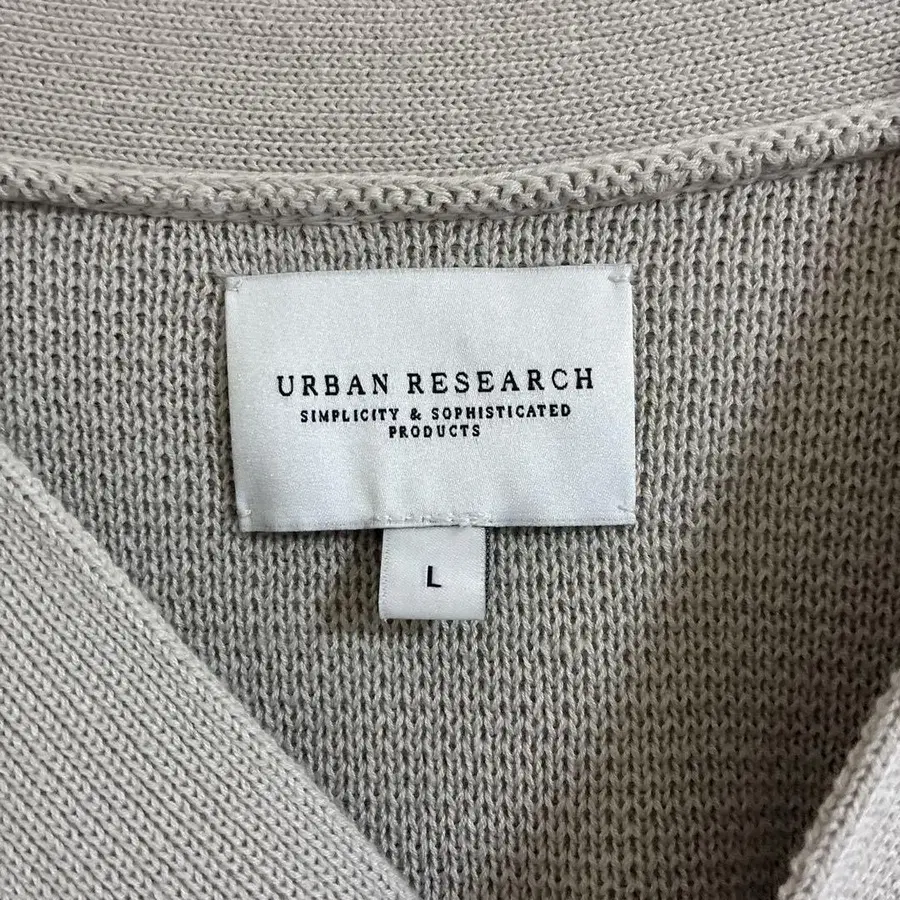 URBAN RESEARCH
SIMPLICITY & SOPHISTICATED
PRODUCTS
L